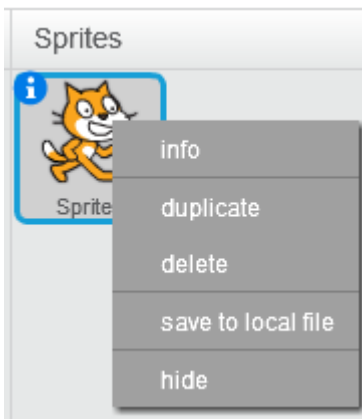 Sprites
i
Sprite
info
duplicate
delete
save to local file
hide